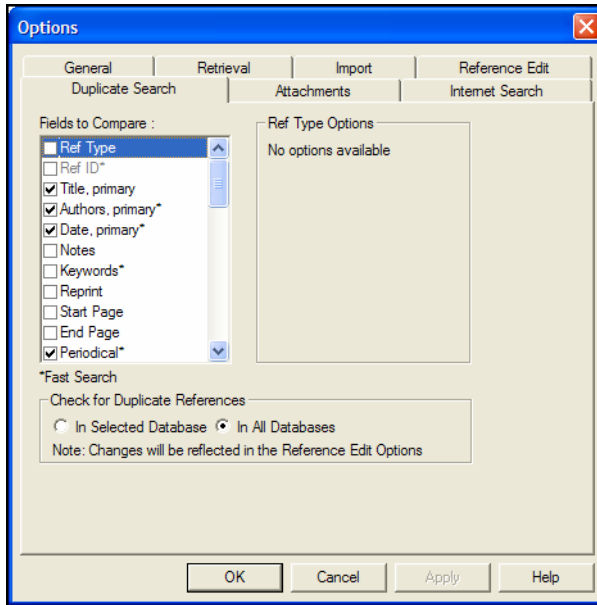 Options
General Retrieval Import Reference Edit
Duplicate Search Attachments Internet Search
Fields to Compare :
Ref Type
Ref ID*
Title, primary
Authors, primary*
Date, primary*
Notes
Keywords*
Reprint
Start Page
End Page
Periodical*
*Fast Search
Ref Type Options
No options available
Check for Duplicate References
In Selected Database In All Databases
Note: Changes will be reflected in the Reference Edit Options
OK Cancel Apply Help